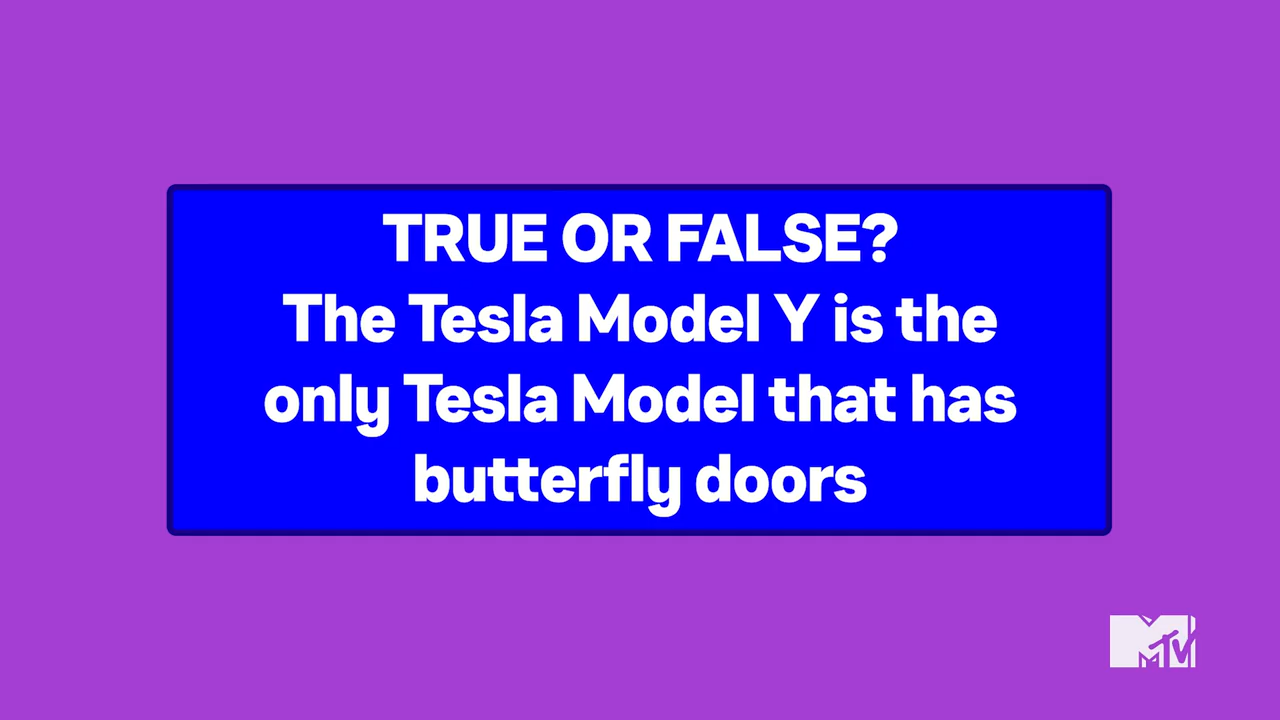 TRUE OR FALSE?
The Tesla Model Y is the
only Tesla Model that has
butterfly doors
MTV